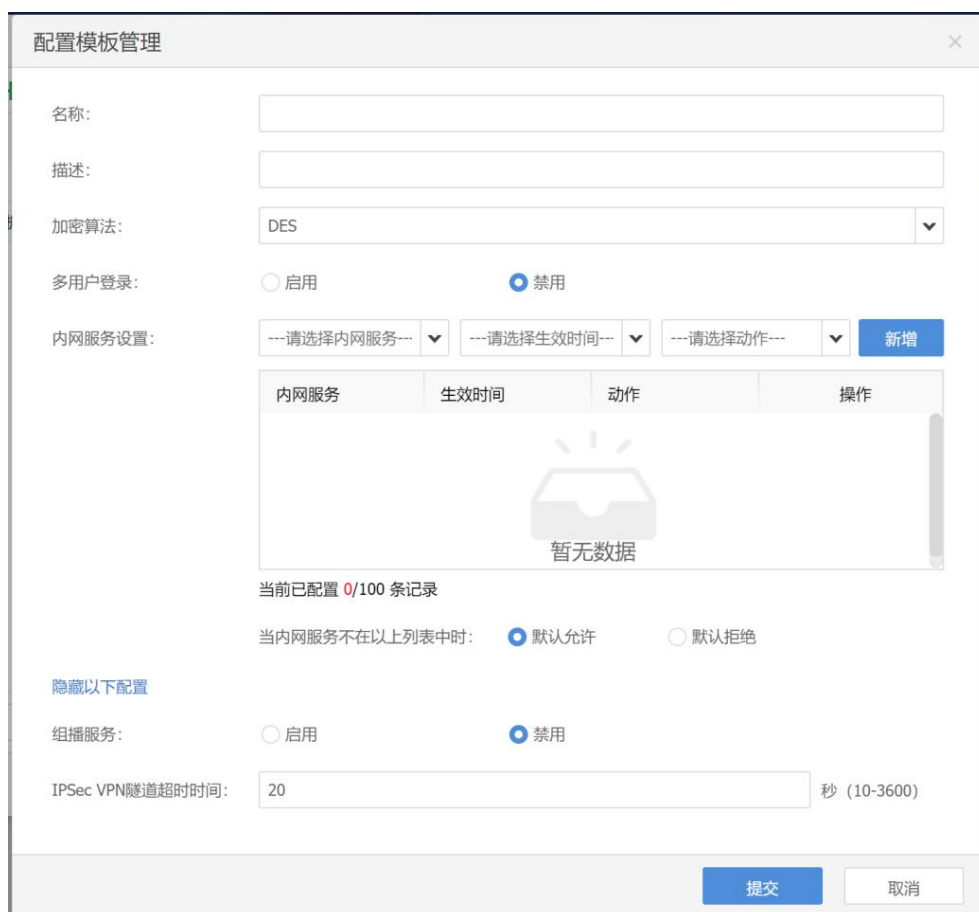 配置模板管理
名称：
描述：
加密算法： DES
多用户登录： 启用 禁用
内网服务设置： ---请选择内网服务--- ---请选择生效时间--- ---请选择动作--- 新增
内网服务 生效时间 动作 操作
暂无数据
当前已配置 0/100 条记录
当内网服务不在以上列表中时： 默认允许 默认拒绝
隐藏以下配置
组播服务： 启用 禁用
IPSec VPN隧道超时时间： 20 秒（10-3600）
提交 取消